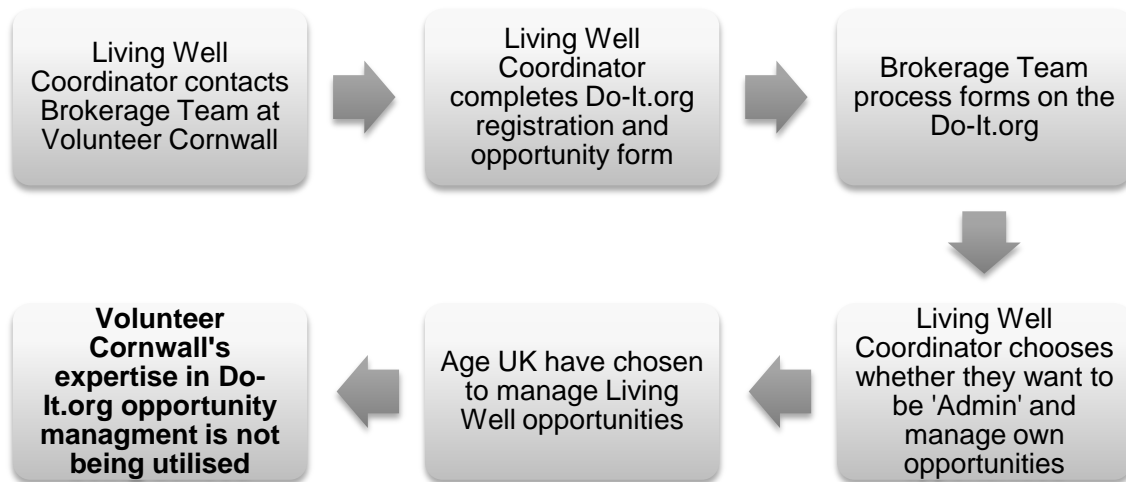 Living Well
Coordinator contacts
Brokerage Team at
Volunteer Cornwall
Living Well
Coordinator
completes Do-It.org
registration and
opportunity form
Brokerage Team
process forms on the
Do-It.org
Living Well
Coordinator chooses
whether they want to
be 'Admin' and
manage own
opportunities
Age UK have chosen
to manage Living
Well opportunities
Volunteer
Cornwall's
expertise in Do-
It.org opportunity
managment is not
being utilised